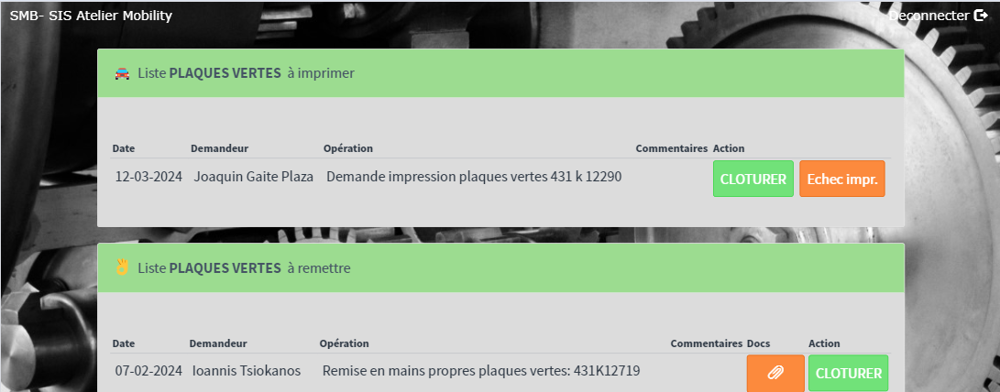 SMB- SIS Atelier Mobility Deconnecter
Liste PLAQUES VERTES à imprimer
Date Demandeur Opération Commentaires Action
12-03-2024 Joaquin Gaite Plaza Demande impression plaques vertes 431 k 12290 CLOTURER Echec impr.
Liste PLAQUES VERTES à remettre
Date Demandeur Opération Commentaires Docs Action
07-02-2024 Ioannis Tsiokanos Remise en mains propres plaques vertes: 431K12719 CLOTURER